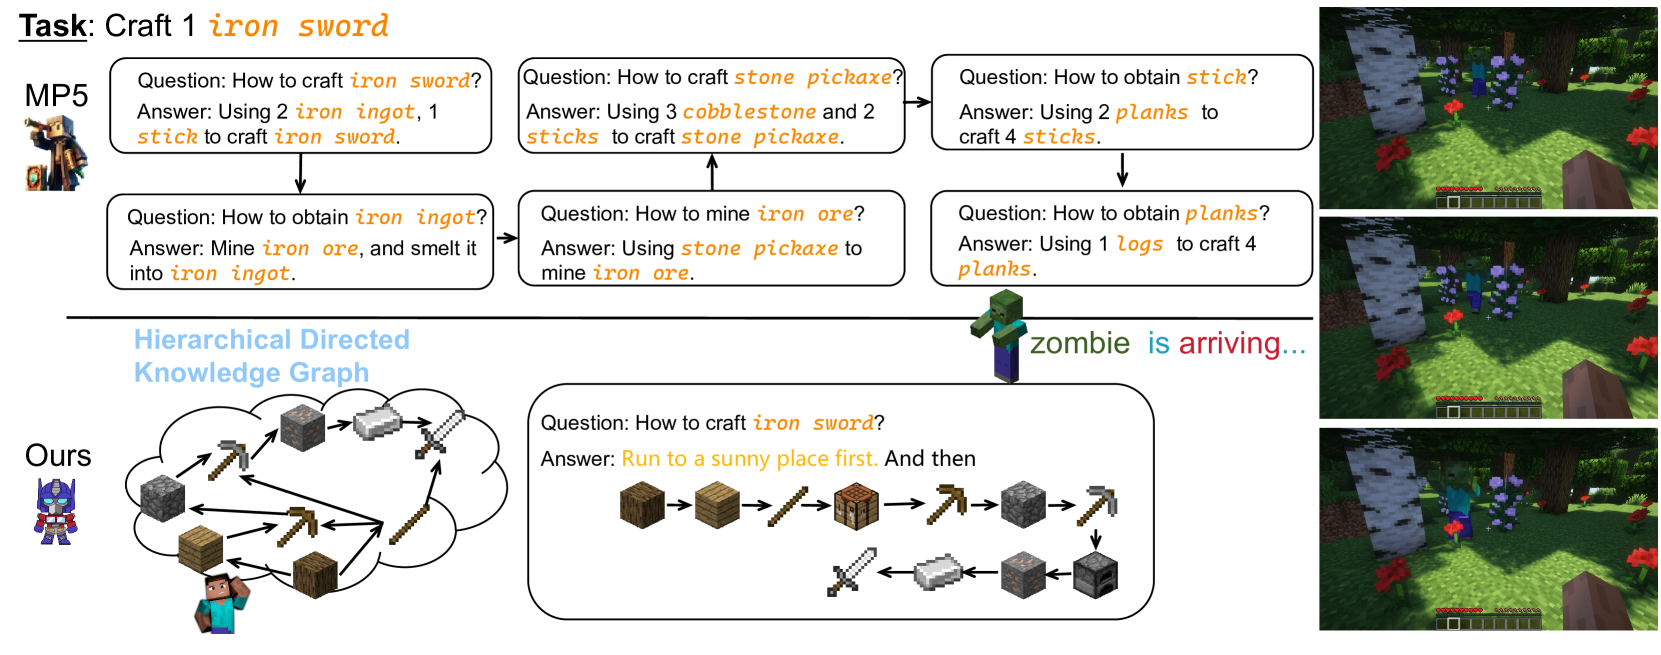 Task: Craft 1 iron sword
MP5
Question: How to craft iron sword?
Answer: Using 2 iron ingot, 1
stick to craft iron sword.
Question: How to obtain iron ingot?
Answer: Mine iron ore, and smelt it
into iron ingot.
Question: How to mine iron ore?
Answer: Using stone pickaxe to
mine iron ore.
Question: How to craft stone pickaxe?
Answer: Using 3 cobblestone and 2
sticks to craft stone pickaxe.
Question: How to obtain stick?
Answer: Using 2 planks to
craft 4 sticks.
Question: How to obtain planks?
Answer: Using 1 logs to craft 4
planks.
zombie is arriving...
Hierarchical Directed
Knowledge Graph
Ours
Question: How to craft iron sword?
Answer: Run to a sunny place first. And then